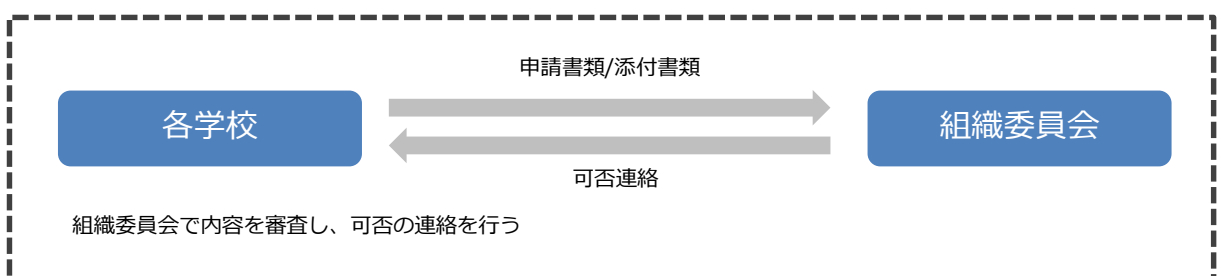 申請書類/添付書類
各学校
組織委員会
可否連絡
組織委員会で内容を審査し、可否の連絡を行う